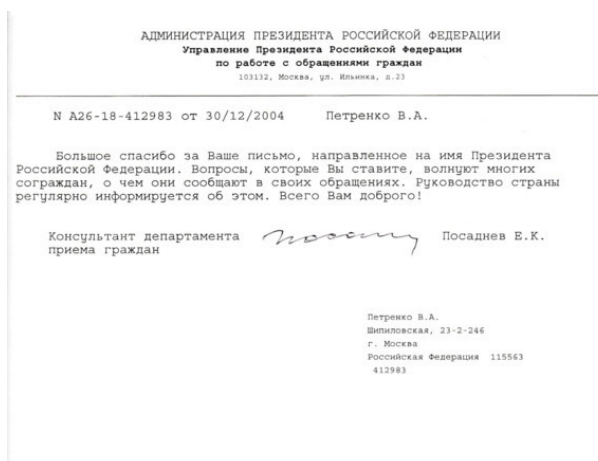 АДМИНИСТРАЦИЯ ПРЕЗИДЕНТА РОССИЙСКОЙ ФЕДЕРАЦИИ
Управление Президента Российской Федерации
по работе с обращениями граждан
103132, Москва, ул. Ильинка, д.23
N А26-18-412983 от 30/12/2004 Петренко В.А.
Большое спасибо за Ваше письмо, направленное на имя Президента
Российской Федерации. Вопросы, которые Вы ставите, волнуют многих
сограждан, о чем они сообщают в своих обращениях. Руководство страны
регулярно информируется об этом. Всего Вам доброго!
Консультант департамента Посаднев Е.К.
приема граждан
Петренко В.А.
Шипиловская, 23-2-246
г. Москва
Российская Федерация 115563
412983